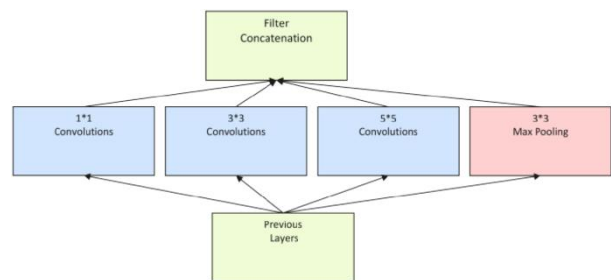 Filter
Concatenation
1*1
Convolutions
3*3
Convolutions
5*5
Convolutions
3*3
Max Pooling
Previous
Layers